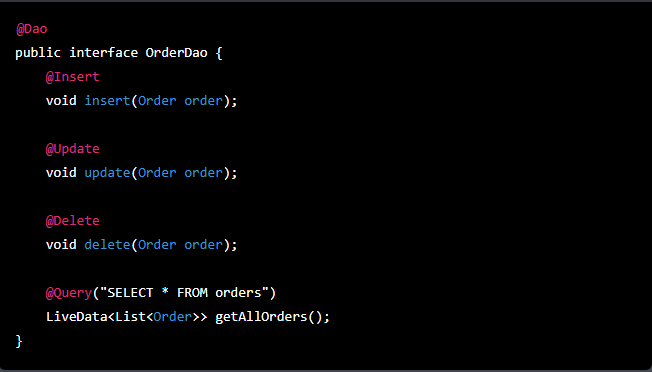 @Dao
public interface OrderDao {
    @Insert
    void insert(Order order);

    @Update
    void update(Order order);

    @Delete
    void delete(Order order);

    @Query("SELECT * FROM orders")
    LiveData<List<Order>> getAllOrders();
}